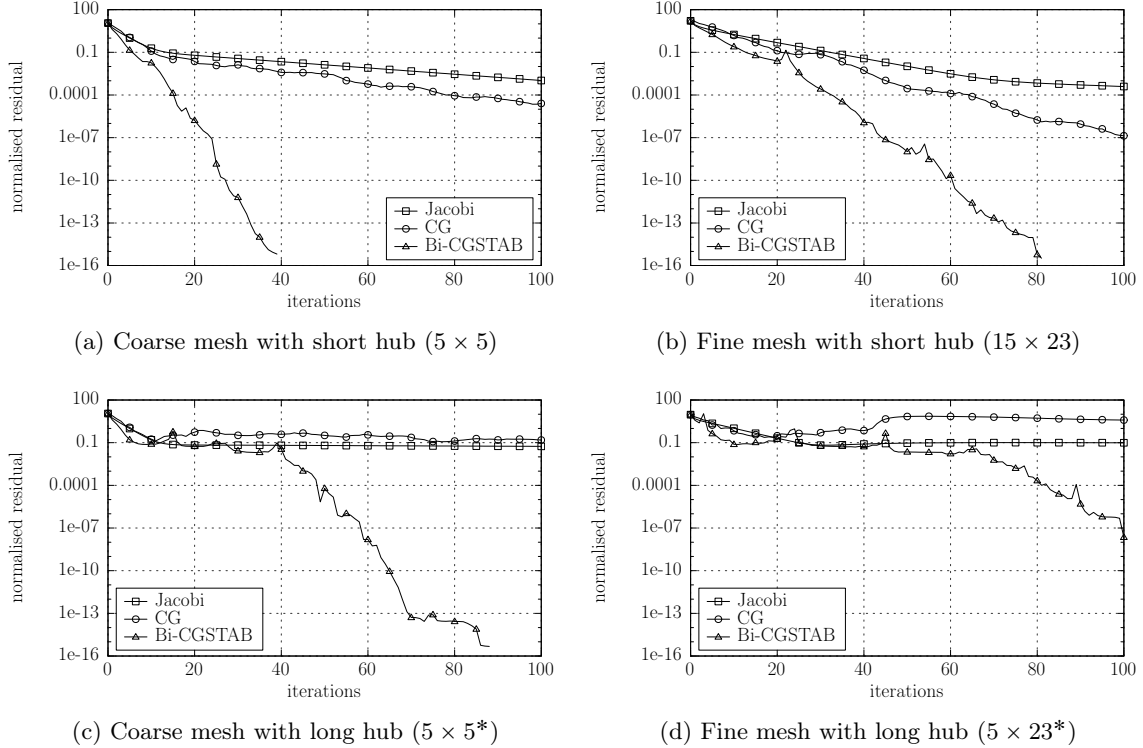 100
0.1
0.0001
1e-07
1e-10
1e-13
1e-16
normalised residual
Jacobi
CG
Bi-CGSTAB
0 20 40 60 80 100
iterations
(a) Coarse mesh with short hub (5 × 5)
100
0.1
0.0001
1e-07
1e-10
1e-13
1e-16
normalised residual
Jacobi
CG
Bi-CGSTAB
0 20 40 60 80 100
iterations
(b) Fine mesh with short hub (15 × 23)
100
0.1
0.0001
1e-07
1e-10
1e-13
1e-16
normalised residual
Jacobi
CG
Bi-CGSTAB
0 20 40 60 80 100
iterations
(c) Coarse mesh with long hub (5 × 5*)
100
0.1
0.0001
1e-07
1e-10
1e-13
1e-16
normalised residual
Jacobi
CG
Bi-CGSTAB
0 20 40 60 80 100
iterations
(d) Fine mesh with long hub (5 × 23*)